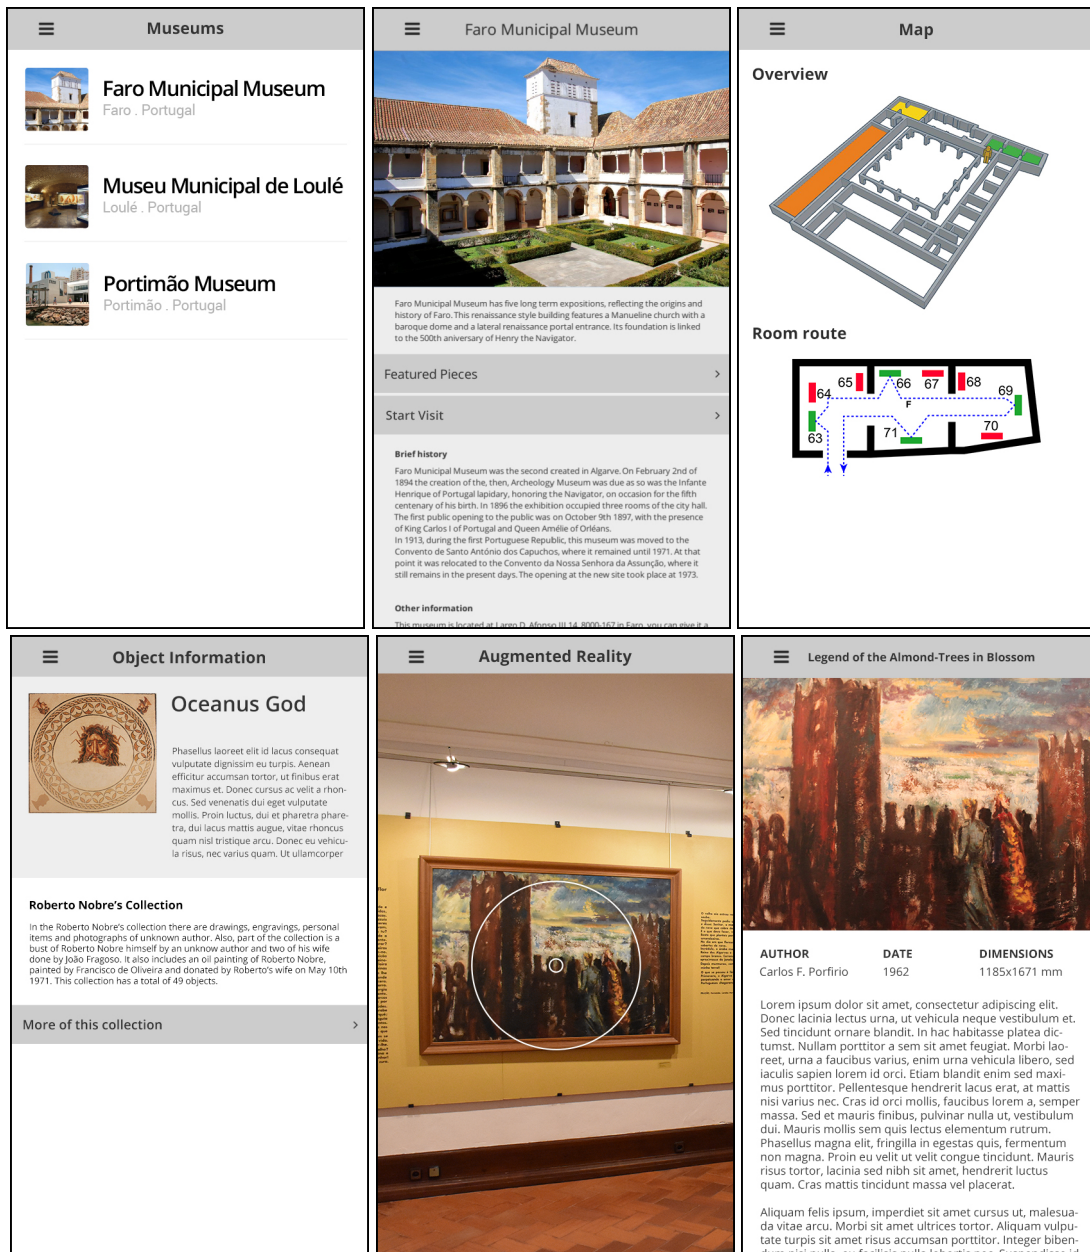 Museums
Faro Municipal Museum
Faro . Portugal
Museu Municipal de Loulé
Loulé . Portugal
Portimão Museum
Portimão . Portugal
Faro Municipal Museum
Faro Municipal Museum has five long term expositions, reflecting the origins and
history of Faro. This renaissance style building features a Manueline church with a
baroque dome and a lateral renaissance portal entrance. Its foundation is linked
to the 500th aniversary of Henry the Navigator.
Featured Pieces
Start Visit
Brief history
Faro Municipal Museum was the second created in Algarve. On February 2nd of
1894 the creation of the, then, Archeology Museum was due as so was the Infante
Henrique of Portugal lapidary, honoring the Navigator, on occasion for the fifth
centenary of his birth. In 1896 the exhibition occupied three rooms of the city hall.
The first public opening to the public was on October 9th 1897, with the presence
of King Carlos I of Portugal and Queen Amélie of Orléans.
In 1913, during the first Portuguese Republic, this museum was moved to the
Convento de Santo António dos Capuchos, where it remained until 1971. At that
point it was relocated to the Convento da Nossa Senhora da Assunção, where it
still remains in the present days. The opening at the new site took place at 1973.
Other information
This museum is located at Largo D. Afonso III 14, 8000-167 in Faro, you can give it a
Map
Overview
Room route
64
65
66
67
68
69
F
63
71
70
Object Information
Oceanus God
Phasellus laoreet elit id lacus consequat
vulputate dignissim eu turpis. Aenean
efficitur accumsan tortor, ut finibus erat
maximus et. Donec cursus ac velit a rhon-
cus. Sed venenatis dui eget vulputate
mollis. Proin luctus, dui et pharetra phare-
tra, dui lacus mattis augue, vitae rhoncus
quam nisl tristique arcu. Donec eu vehicu-
la risus, nec varius quam. Ut ullamcorper
Roberto Nobre's Collection
In the Roberto Nobre's collection there are drawings, engravings, personal
items and photographs of unknown author. Also, part of the collection is a
bust of Roberto Nobre himself by an unknow author and two of his wife
done by João Fragoso. It also includes an oil painting of Roberto Nobre,
painted by Francisco de Oliveira and donated by Roberto's wife on May 10th
1971. This collection has a total of 49 objects.
More of this collection
Augmented Reality
Legend of the Almond-Trees in Blossom
AUTHOR DATE DIMENSIONS
Carlos F. Porfirio 1962 1185x1671 mm
Lorem ipsum dolor sit amet, consectetur adipiscing elit.
Donec lacinia lectus urna, ut vehicula neque vestibulum et.
Sed tincidunt ornare blandit. In hac habitasse platea dic-
tumst. Nullam porttitor a sem sit amet feugiat. Morbi lao-
reet, urna a faucibus varius, enim urna vehicula libero, sed
iaculis sapien lorem id orci. Etiam blandit enim sed maxi-
mus porttitor. Pellentesque hendrerit lacus erat, at mattis
nisi varius nec. Cras id orci mollis, faucibus lorem a, semper
massa. Sed et mauris finibus, pulvinar nulla ut, vestibulum
dui. Mauris mollis sem quis lectus elementum rutrum.
Phasellus magna elit, fringilla in egestas quis, fermentum
non magna. Proin eu velit ut velit congue tincidunt. Mauris
risus tortor, lacinia sed nibh sit amet, hendrerit luctus
quam. Cras mattis tincidunt massa vel placerat.
Aliquam felis ipsum, imperdiet sit amet cursus ut, malesua-
da vitae arcu. Morbi sit amet ultrices tortor. Aliquam vulpu-
tate turpis sit amet risus accumsan porttitor. Integer biben-